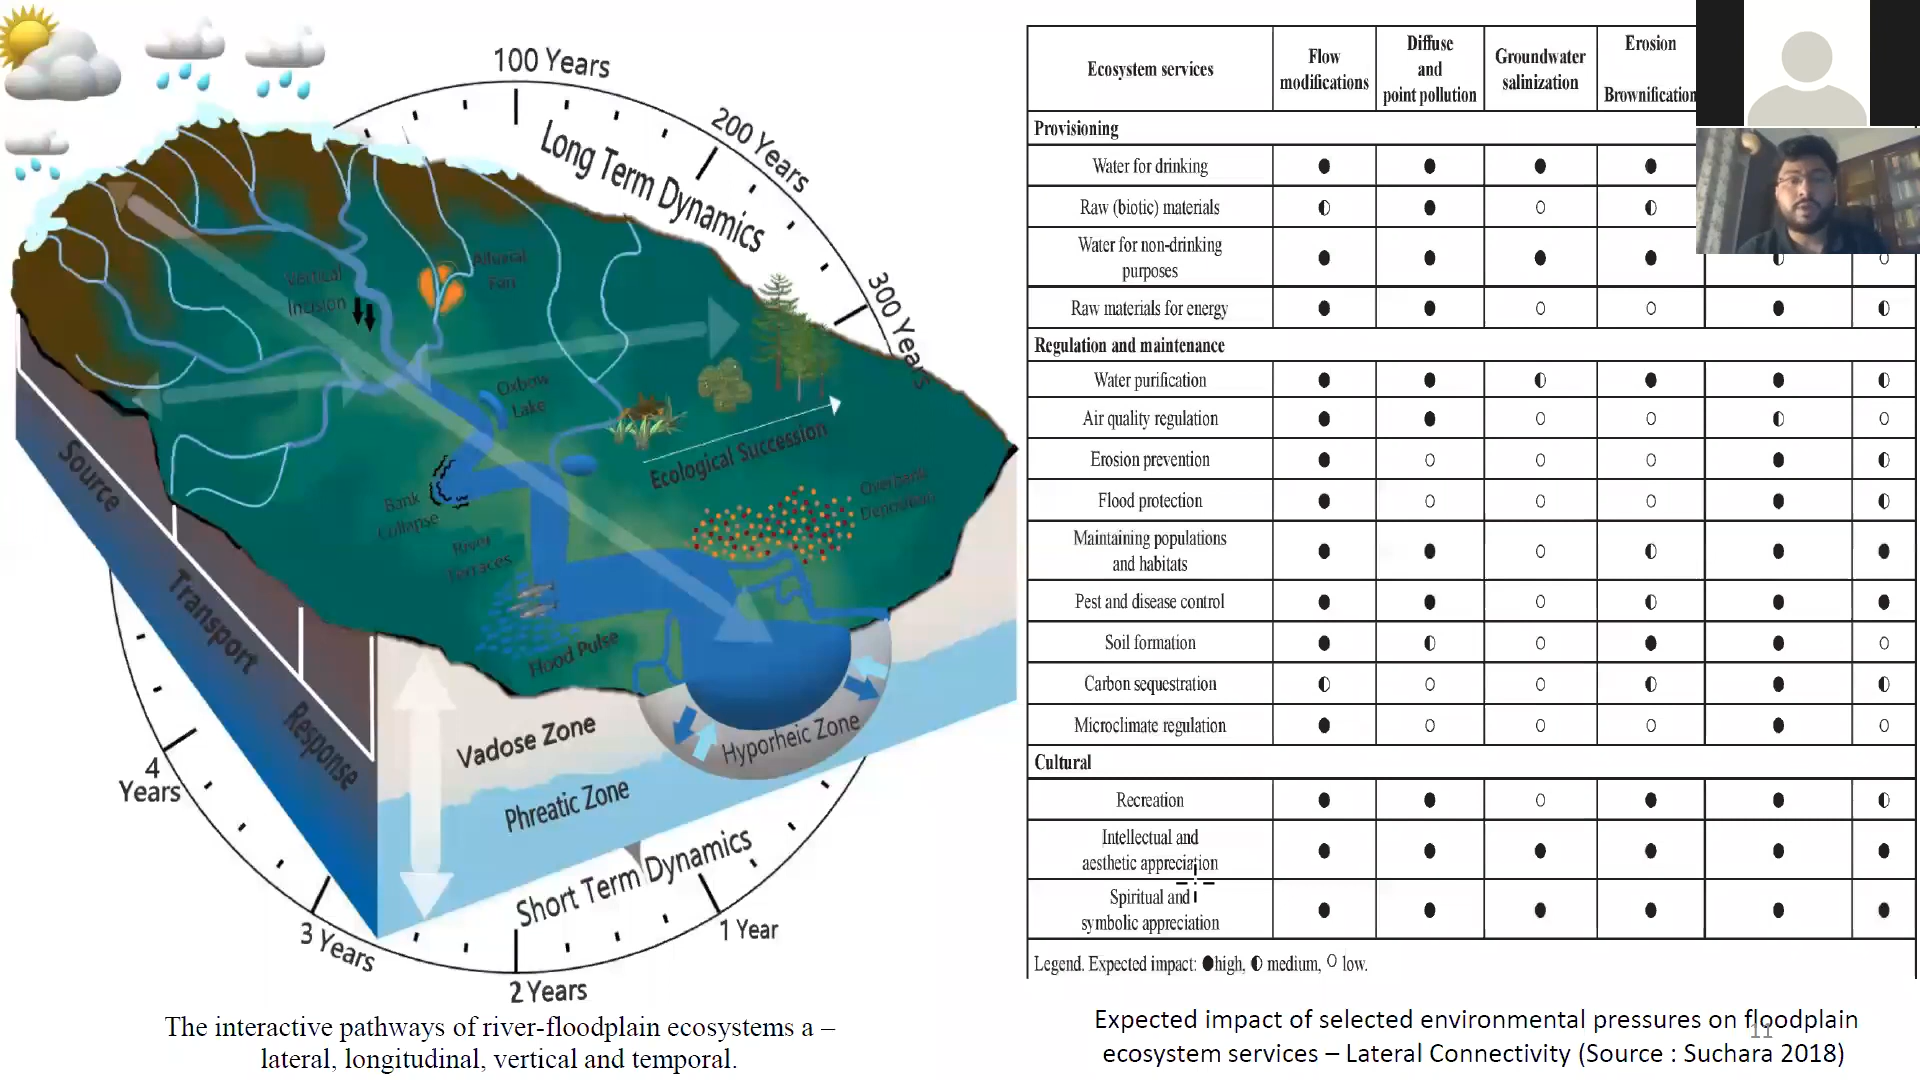 100 Years
200 Years
300 Years
Long Term Dynamics
Vertical
Incision
Alluvial
Fan
Oxbow
Lake
Ecological Succession
Bank
Collapse
River
Terraces
Overbank
Deposition
Flood Pulse
Source
Transport
Response
Vadose Zone
Hyporheic Zone
Phreatic Zone
Short Term Dynamics
4
Years
3 Years
2 Years
1 Year
The interactive pathways of river-floodplain ecosystems a –
lateral, longitudinal, vertical and temporal.
Ecosystem services
Flow
modifications
Diffuse
and
point pollution
Groundwater
salinization
Erosion
Brownification
Provisioning
Water for drinking
Raw (biotic) materials
Water for non-drinking
purposes
Raw materials for energy
Regulation and maintenance
Water purification
Air quality regulation
Erosion prevention
Flood protection
Maintaining populations
and habitats
Pest and disease control
Soil formation
Carbon sequestration
Microclimate regulation
Cultural
Recreation
Intellectual and
aesthetic appreciation
Spiritual and
symbolic appreciation
Legend. Expected impact: ●high, ◐ medium, ○ low.
Expected impact of selected environmental pressures on floodplain
ecosystem services – Lateral Connectivity (Source : Suchara 2018)
11